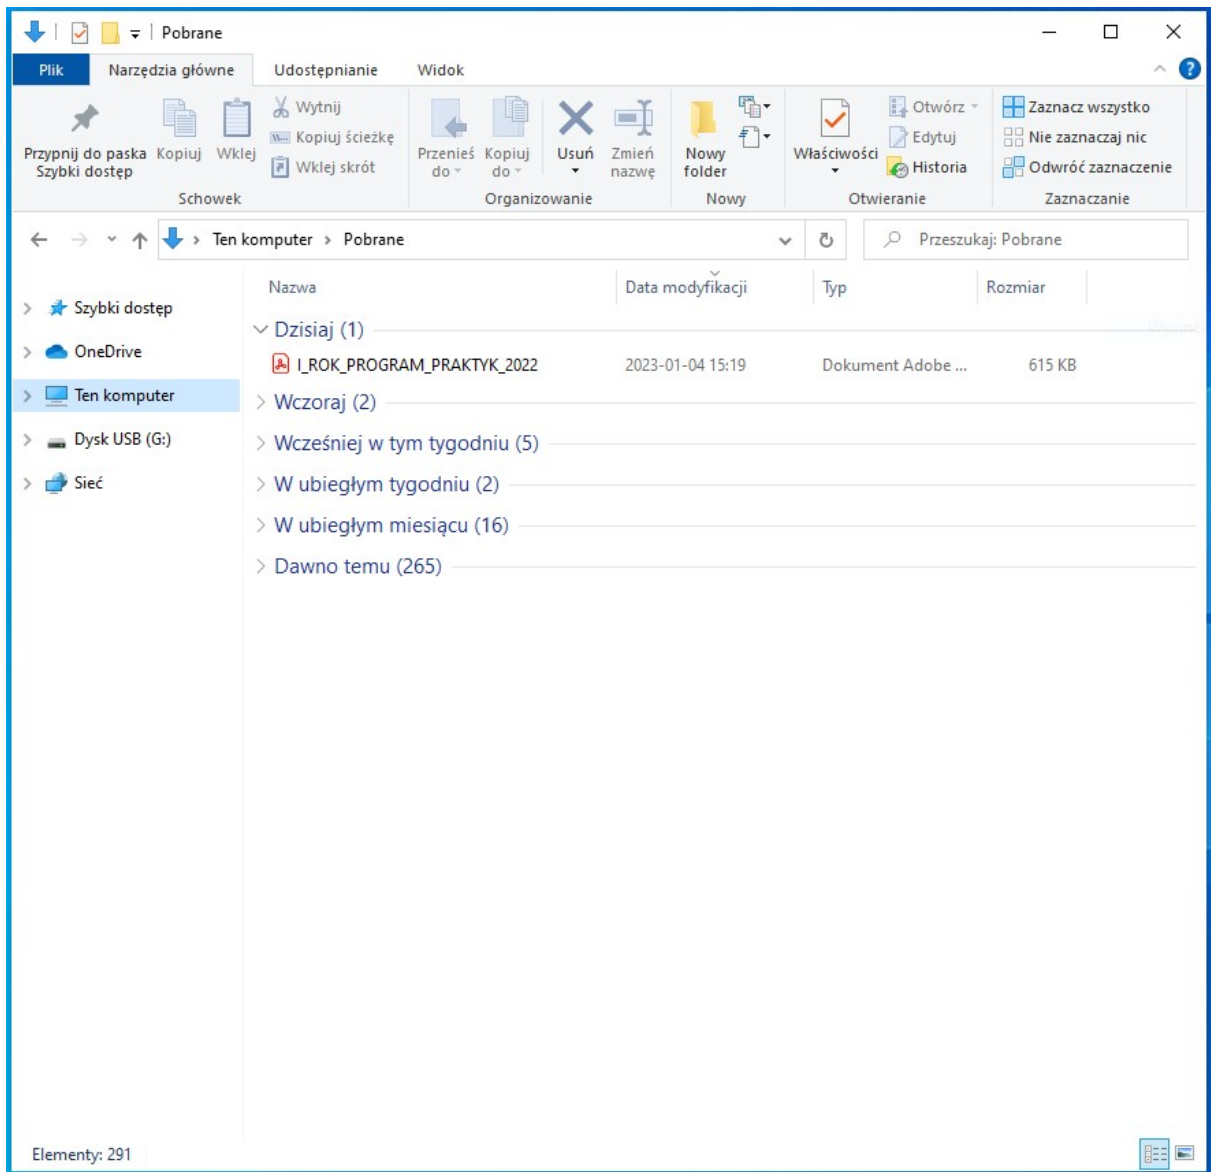 Pobrane
Plik Narzędzia główne Udostępnianie Widok
Przypnij do paska Szybki dostęp
Kopiuj
Wklej
Wytnij
Kopiuj ścieżkę
Wklej skrót
Schowek
Przenieś do
Kopiuj do
Usuń
Zmień nazwę
Organizowanie
Nowy folder
Nowy
Właściwości
Otwórz
Edytuj
Historia
Otwieranie
Zaznacz wszystko
Nie zaznaczaj nic
Odwróć zaznaczenie
Zaznaczanie
Ten komputer > Pobrane
Przeszukaj: Pobrane
Szybki dostęp
OneDrive
Ten komputer
Dysk USB (G:)
Sieć
Nazwa Data modyfikacji Typ Rozmiar
Dzisiaj (1)
I_ROK_PROGRAM_PRAKTYK_2022 2023-01-04 15:19 Dokument Adobe ... 615 KB
Wczoraj (2)
Wcześniej w tym tygodniu (5)
W ubiegłym tygodniu (2)
W ubiegłym miesiącu (16)
Dawno temu (265)
Elementy: 291